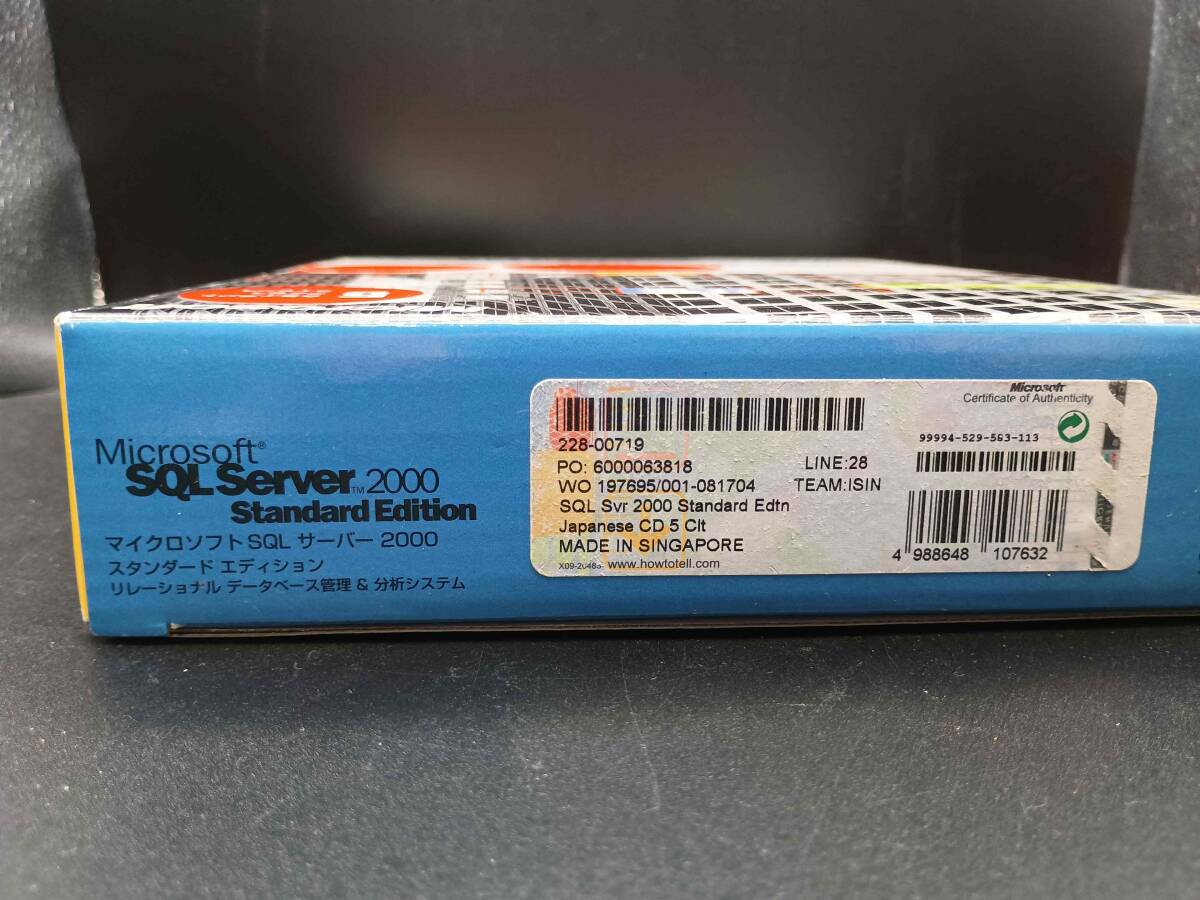 Microsoft®
SQL Server™ 2000
Standard Edition
マイクロソフト SQL サーバー 2000
スタンダード エディション
リレーショナル データベース管理 & 分析システム
Microsoft
Certificate of Authenticity
228-00719
99994-529-563-113
PO: 6000063818 LINE:28
WO 197695/001-081704 TEAM:ISIN
SQL Svr 2000 Standard Edtn
Japanese CD 5 Clt
MADE IN SINGAPORE
www.howtotell.com
4 988648 107632